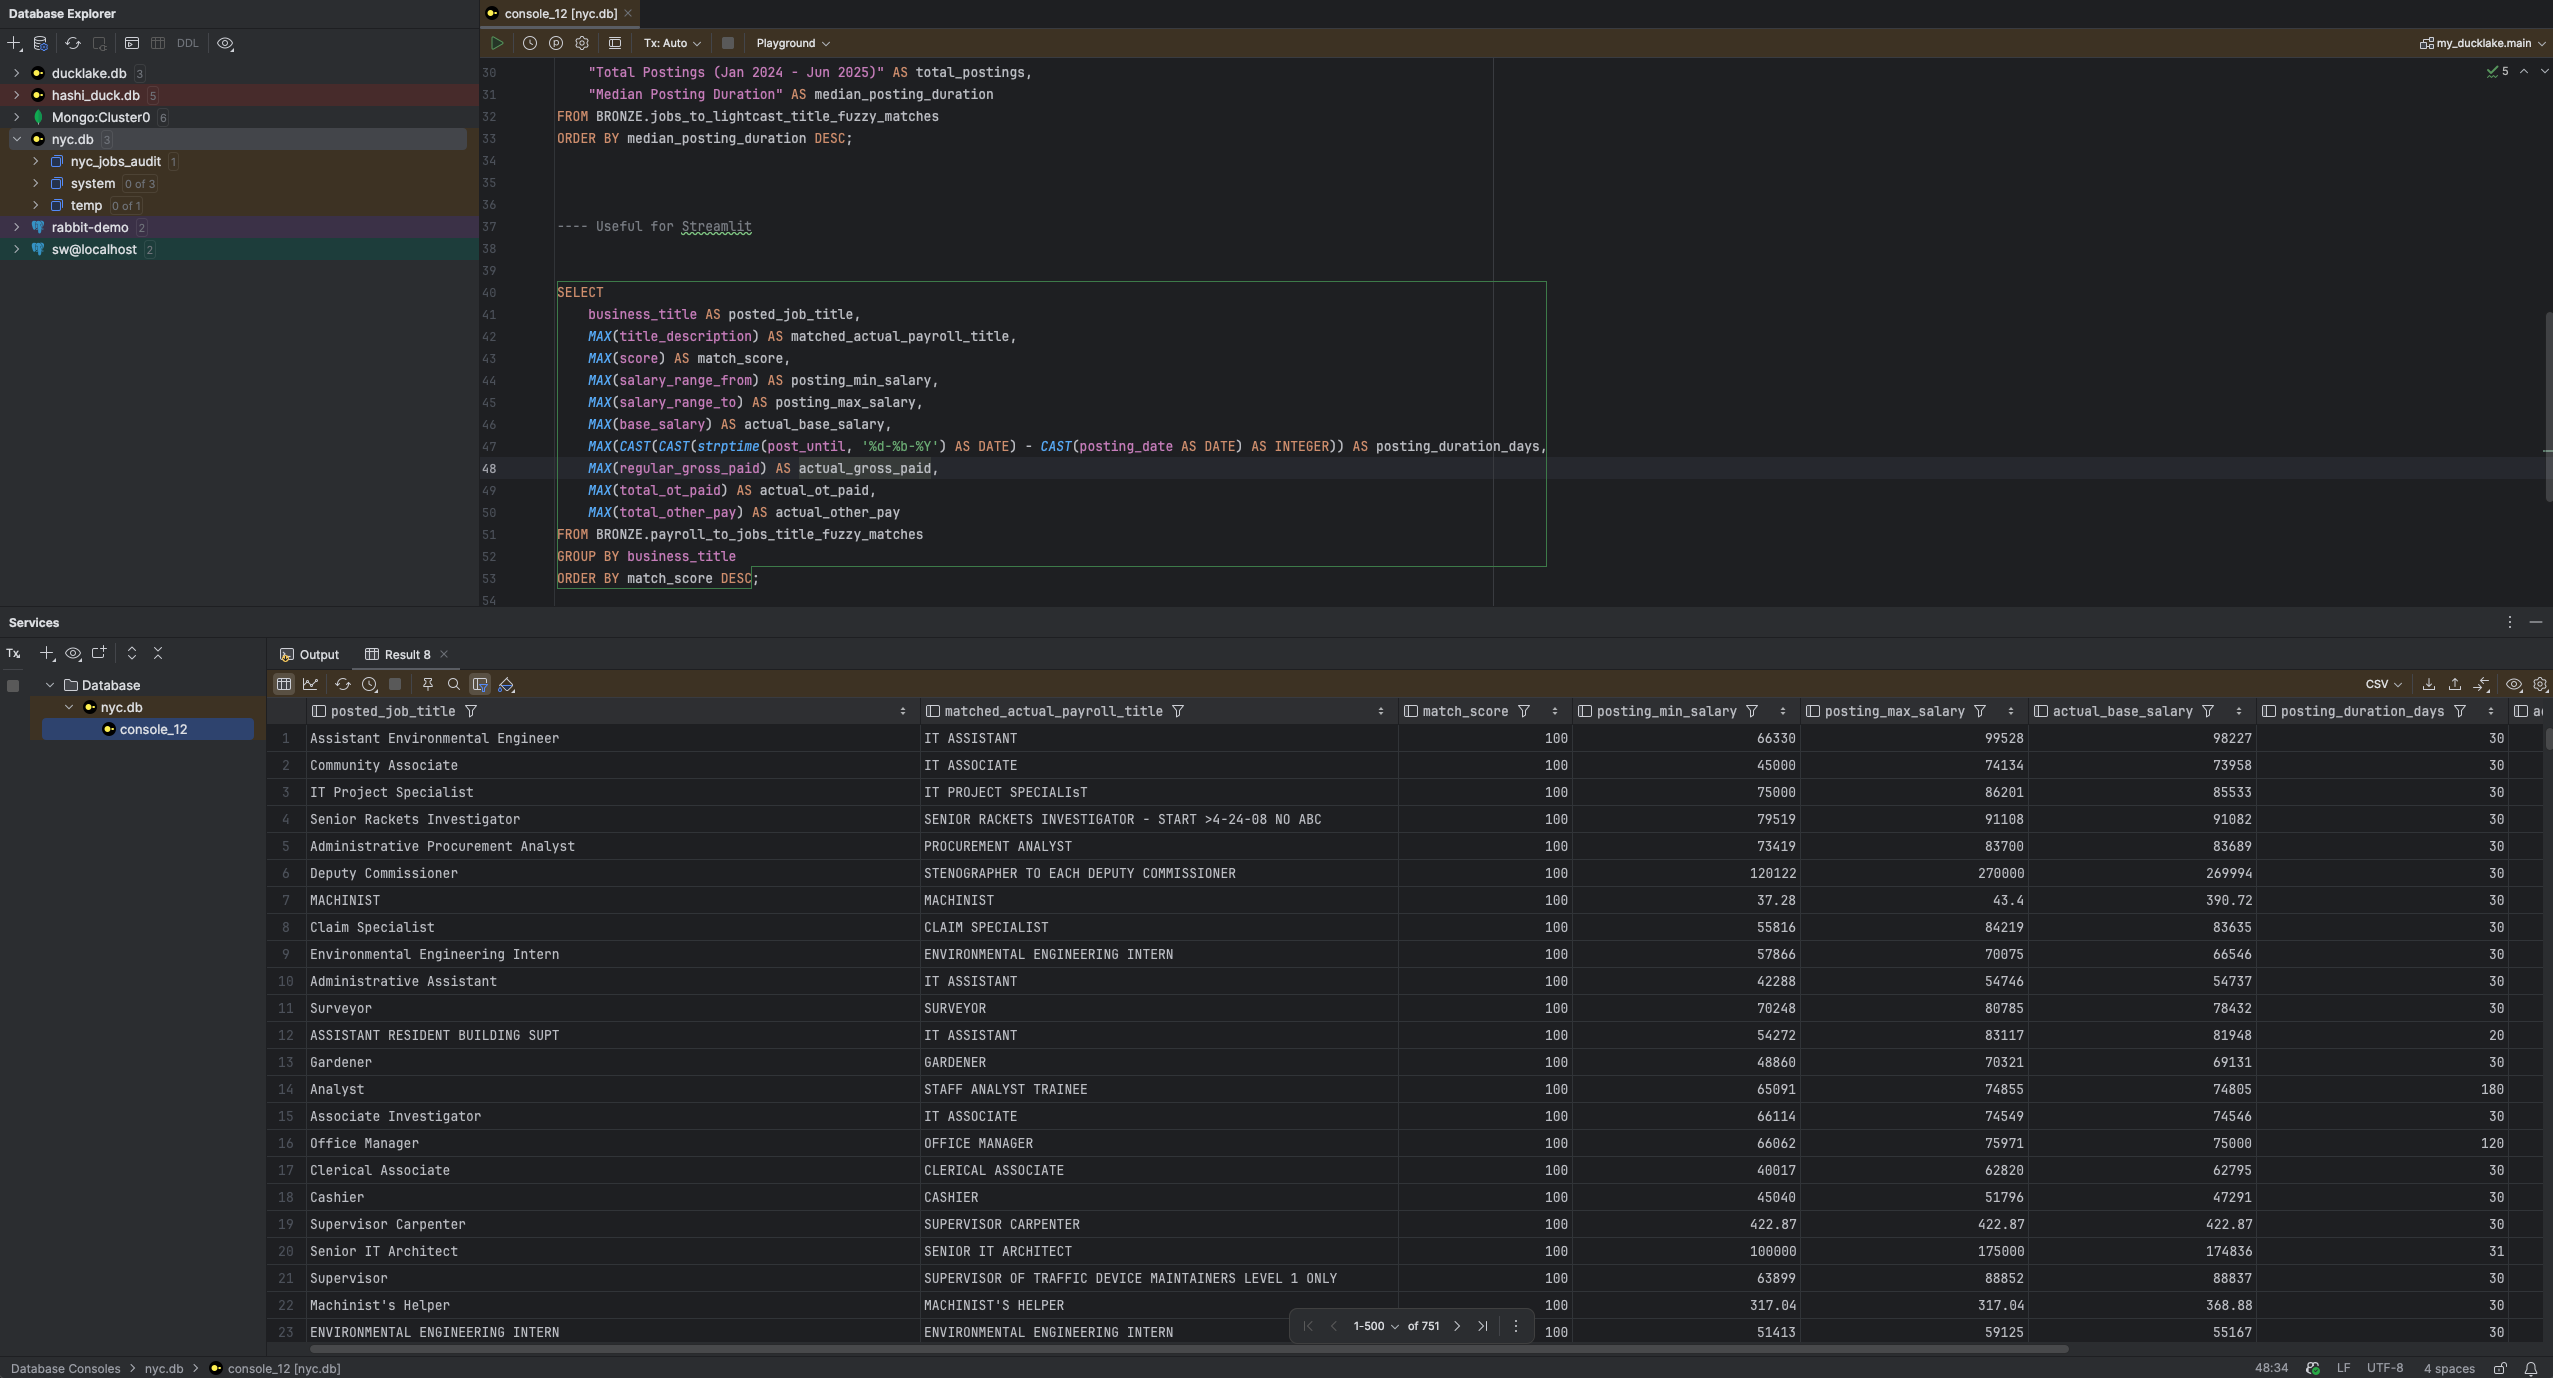 Database Explorer
console_12 [nyc.db]
DDL
Tx: Auto
Playground
my_ducklake.main
ducklake.db 3
hashi_duck.db 5
Mongo:Cluster0 6
nyc.db 3
nyc_jobs_audit 1
system 0 of 3
temp 0 of 1
rabbit-demo 2
sw@localhost 2
5
30 "Total Postings (Jan 2024 - Jun 2025)" AS total_postings,
31 "Median Posting Duration" AS median_posting_duration
32 FROM BRONZE.jobs_to_lightcast_title_fuzzy_matches
33 ORDER BY median_posting_duration DESC;
34
35
36
37 ---- Useful for Streamlit
38
39
40 SELECT
41 business_title AS posted_job_title,
42 MAX(title_description) AS matched_actual_payroll_title,
43 MAX(score) AS match_score,
44 MAX(salary_range_from) AS posting_min_salary,
45 MAX(salary_range_to) AS posting_max_salary,
46 MAX(base_salary) AS actual_base_salary,
47 MAX(CAST(CAST(strptime(post_until, '%d-%b-%Y') AS DATE) - CAST(posting_date AS DATE) AS INTEGER)) AS posting_duration_days,
48 MAX(regular_gross_paid) AS actual_gross_paid,
49 MAX(total_ot_paid) AS actual_ot_paid,
50 MAX(total_other_pay) AS actual_other_pay
51 FROM BRONZE.payroll_to_jobs_title_fuzzy_matches
52 GROUP BY business_title
53 ORDER BY match_score DESC;
54
Services
Tx
Database
nyc.db
console_12
Output
Result 8
CSV
posted_job_title matched_actual_payroll_title match_score posting_min_salary posting_max_salary actual_base_salary posting_duration_days
1 Assistant Environmental Engineer IT ASSISTANT 100 66330 99528 98227 30
2 Community Associate IT ASSOCIATE 100 45000 74134 73958 30
3 IT Project Specialist IT PROJECT SPECIALIsT 100 75000 86201 85533 30
4 Senior Rackets Investigator SENIOR RACKETS INVESTIGATOR - START >4-24-08 NO ABC 100 79519 91108 91082 30
5 Administrative Procurement Analyst PROCUREMENT ANALYST 100 73419 83700 83689 30
6 Deputy Commissioner STENOGRAPHER TO EACH DEPUTY COMMISSIONER 100 120122 270000 269994 30
7 MACHINIST MACHINIST 100 37.28 43.4 390.72 30
8 Claim Specialist CLAIM SPECIALIST 100 55816 84219 83635 30
9 Environmental Engineering Intern ENVIRONMENTAL ENGINEERING INTERN 100 57866 70075 66546 30
10 Administrative Assistant IT ASSISTANT 100 42288 54746 54737 30
11 Surveyor SURVEYOR 100 70248 80785 78432 30
12 ASSISTANT RESIDENT BUILDING SUPT IT ASSISTANT 100 54272 83117 81948 20
13 Gardener GARDENER 100 48860 70321 69131 30
14 Analyst STAFF ANALYST TRAINEE 100 65091 74855 74805 180
15 Associate Investigator IT ASSOCIATE 100 66114 74549 74546 30
16 Office Manager OFFICE MANAGER 100 66062 75971 75000 120
17 Clerical Associate CLERICAL ASSOCIATE 100 40017 62820 62795 30
18 Cashier CASHIER 100 45040 51796 47291 30
19 Supervisor Carpenter SUPERVISOR CARPENTER 100 422.87 422.87 422.87 30
20 Senior IT Architect SENIOR IT ARCHITECT 100 100000 175000 174836 31
21 Supervisor SUPERVISOR OF TRAFFIC DEVICE MAINTAINERS LEVEL 1 ONLY 100 63899 88852 88837 30
22 Machinist's Helper MACHINIST'S HELPER 100 317.04 317.04 368.88 30
23 ENVIRONMENTAL ENGINEERING INTERN ENVIRONMENTAL ENGINEERING INTERN 100 51413 59125 55167 30
1-500 of 751
Database Consoles > nyc.db > console_12 [nyc.db]
48:34 LF UTF-8 4 spaces